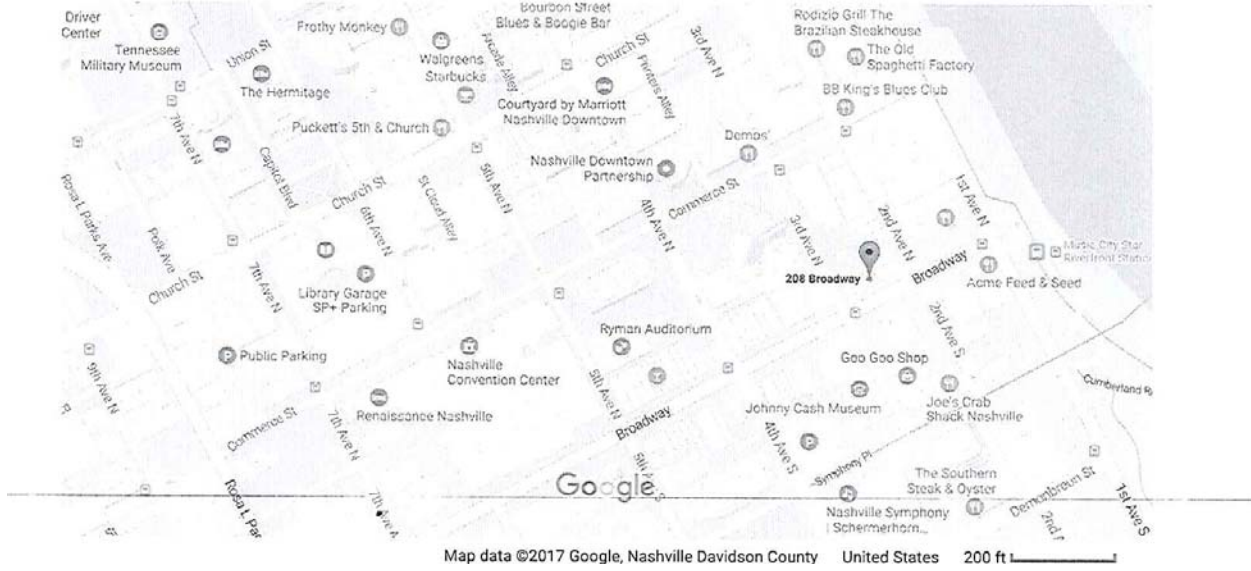 Driver
Center
Tennessee
Military Museum
Union St
The Hermitage
Frothy Monkey
Walgreens
Starbucks
Arcade Alley
Bourbon Street
Blues & Boogie Bar
Church St
Printers Alley
3rd Ave N
Rodizio Grill The
Brazilian Steakhouse
The Old
Spaghetti Factory
BB King's Blues Club
Courtyard by Marriott
Nashville Downtown
Puckett's 5th & Church
7th Ave N
Capitol Blvd
Church St
6th Ave N
St Cloud Alley
5th Ave N
Nashville Downtown
Partnership
Demos'
Commerce St
4th Ave N
3rd Ave N
2nd Ave N
1st Ave N
Rosa L Parks Ave
Polk Ave
Church St
7th Ave N
Library Garage
SP+ Parking
208 Broadway
Broadway
Music City Star
Riverfront Station
Acme Feed & Seed
2nd Ave S
Public Parking
Nashville
Convention Center
Ryman Auditorium
Goo Goo Shop
9th Ave N
Renaissance Nashville
Commerce St
7th Ave N
5th Ave N
Broadway
Johnny Cash Museum
Joe's Crab
Shack Nashville
Cumberland R
4th Ave S
Symphony Pl
Rosa L Par
7th Ave N
Google
5th Ave S
The Southern
Steak & Oyster
Nashville Symphony
| Schermerhorn...
Demonbreun St
2nd A
1st Ave S
Map data ©2017 Google, Nashville Davidson County United States 200 ft